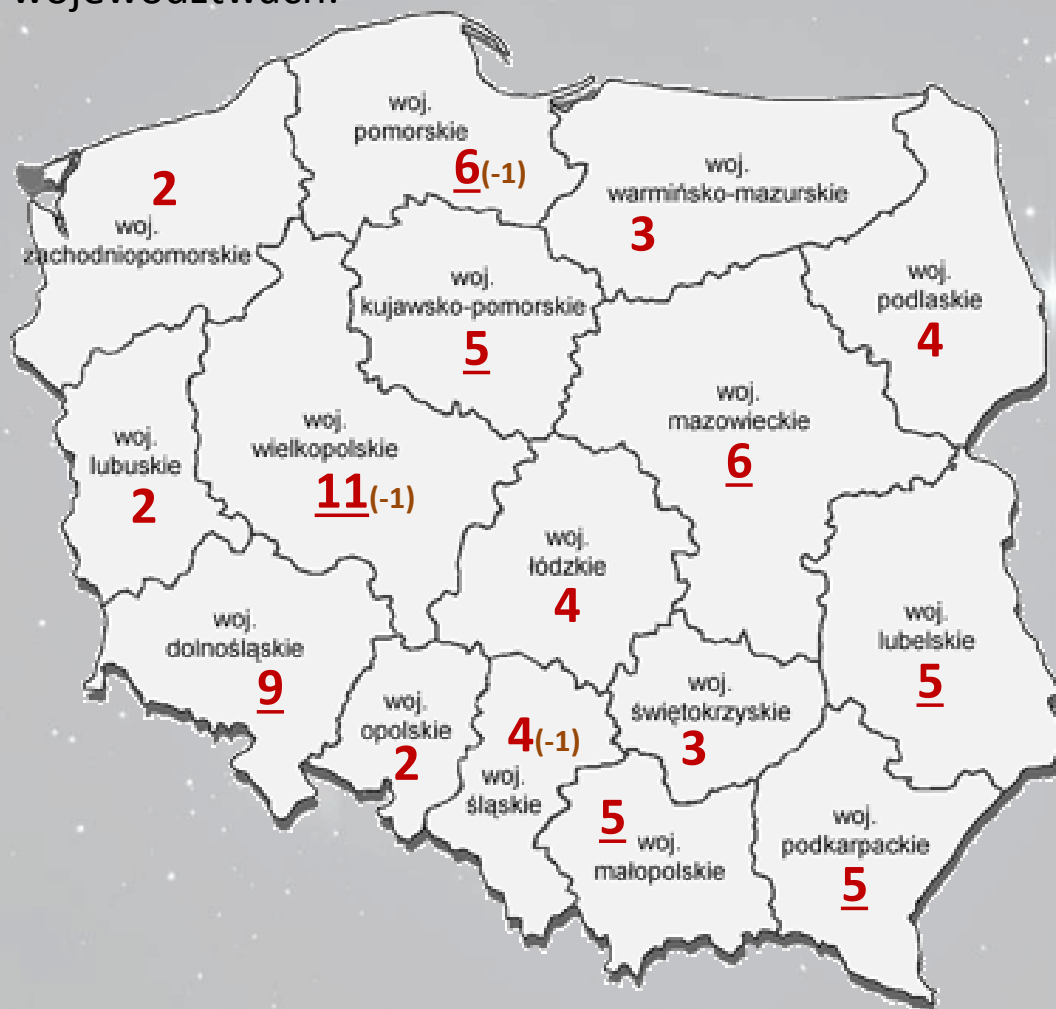 województwach:
woj.
pomorskie
6(-1)
2
woj.
zachodniopomorskie
woj.
warmińsko-mazurskie
3
woj.
kujawsko-pomorskie
5
woj.
podlaskie
4
woj.
mazowieckie
6
woj.
wielkopolskie
11(-1)
woj.
lubuskie
2
woj.
łódzkie
4
woj.
dolnośląskie
9
woj.
lubelskie
5
woj.
opolskie
2
4(-1)
woj.
śląskie
woj.
świętokrzyskie
3
5
woj.
małopolskie
woj.
podkarpackie
5